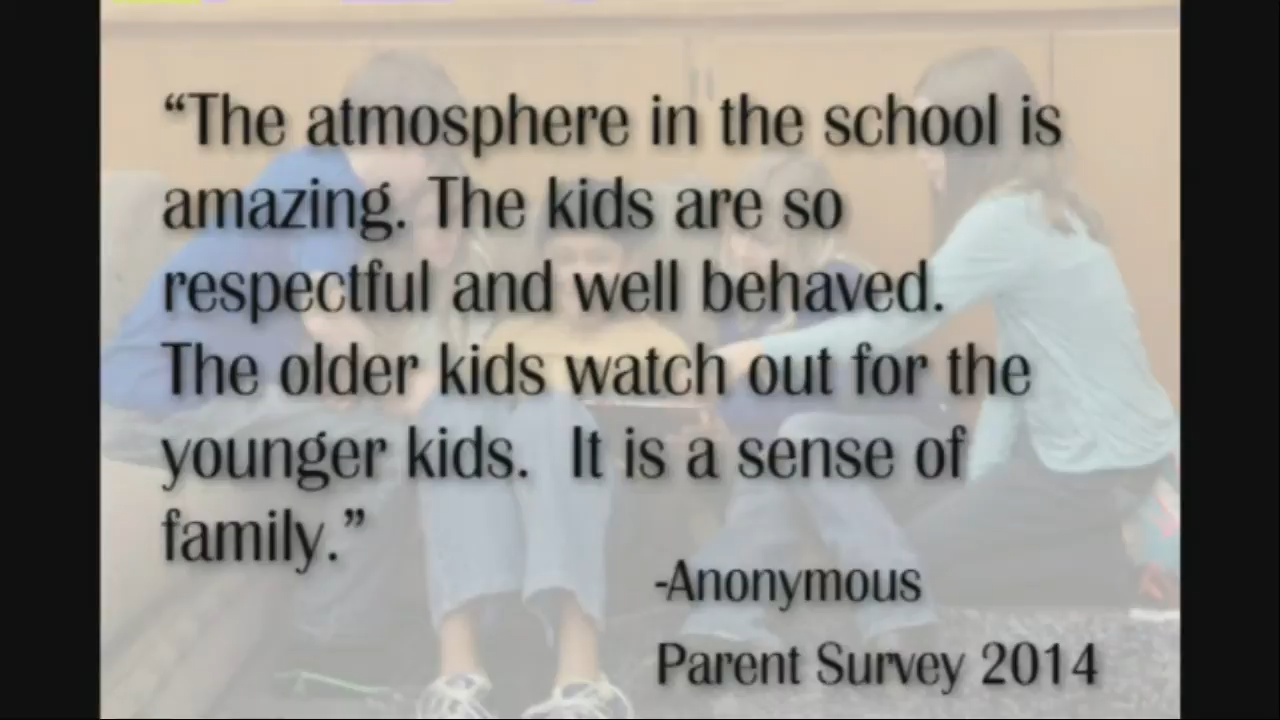 “The atmosphere in the school is
amazing. The kids are so
respectful and well behaved.
The older kids watch out for the
younger kids.  It is a sense of
family.”
-Anonymous
Parent Survey 2014